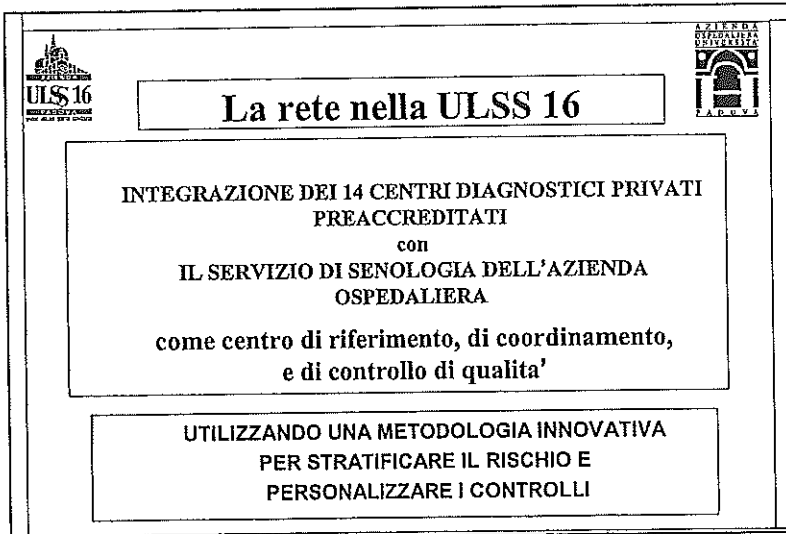 AZIENDA
OSPEDALIERA
UNIVERSITA'
AZIENDA
ULSS 16
PADOVA
PADOVA
La rete nella ULSS 16
INTEGRAZIONE DEI 14 CENTRI DIAGNOSTICI PRIVATI
PREACCREDITATI
con
IL SERVIZIO DI SENOLOGIA DELL'AZIENDA
OSPEDALIERA
come centro di riferimento, di coordinamento,
e di controllo di qualita'
UTILIZZANDO UNA METODOLOGIA INNOVATIVA
PER STRATIFICARE IL RISCHIO E
PERSONALIZZARE I CONTROLLI